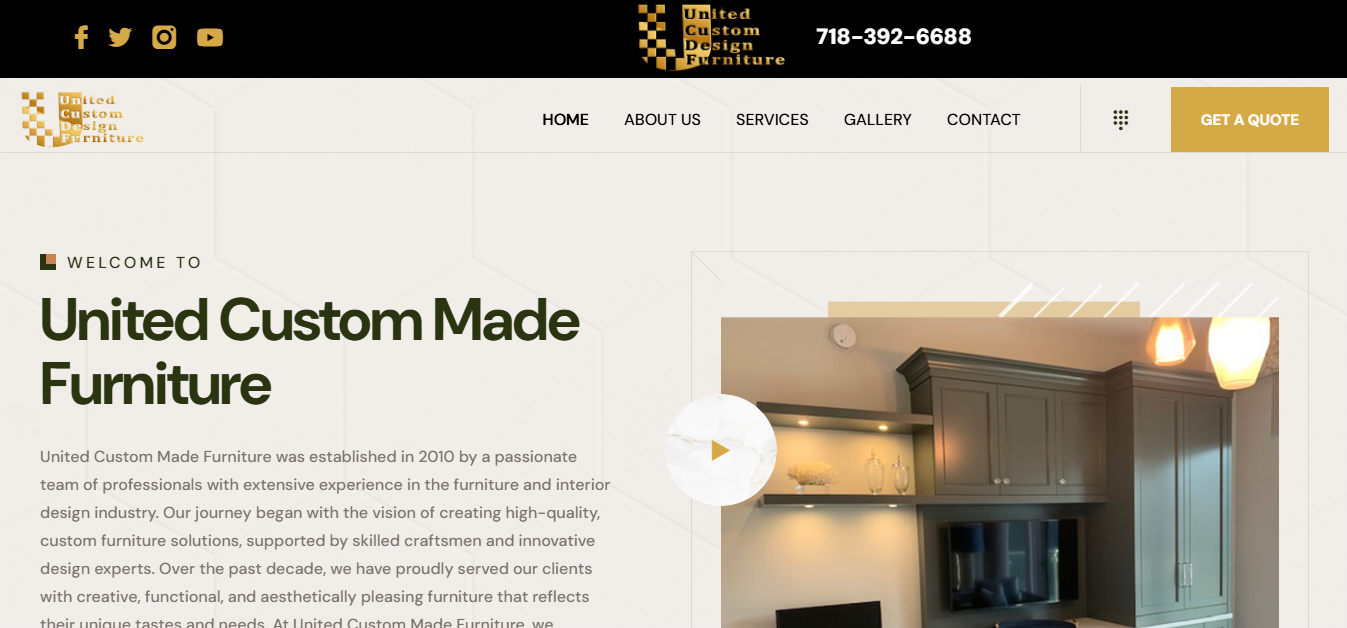 United
Custom
Design
Furniture
718-392-6688
United
Custom
Design
Furniture
HOME ABOUT US SERVICES GALLERY CONTACT GET A QUOTE
WELCOME TO
United Custom Made
Furniture
United Custom Made Furniture was established in 2010 by a passionate
team of professionals with extensive experience in the furniture and interior
design industry. Our journey began with the vision of creating high-quality,
custom furniture solutions, supported by skilled craftsmen and innovative
design experts. Over the past decade, we have proudly served our clients
with creative, functional, and aesthetically pleasing furniture that reflects
their unique tastes and needs. At United Custom Made Furniture, we